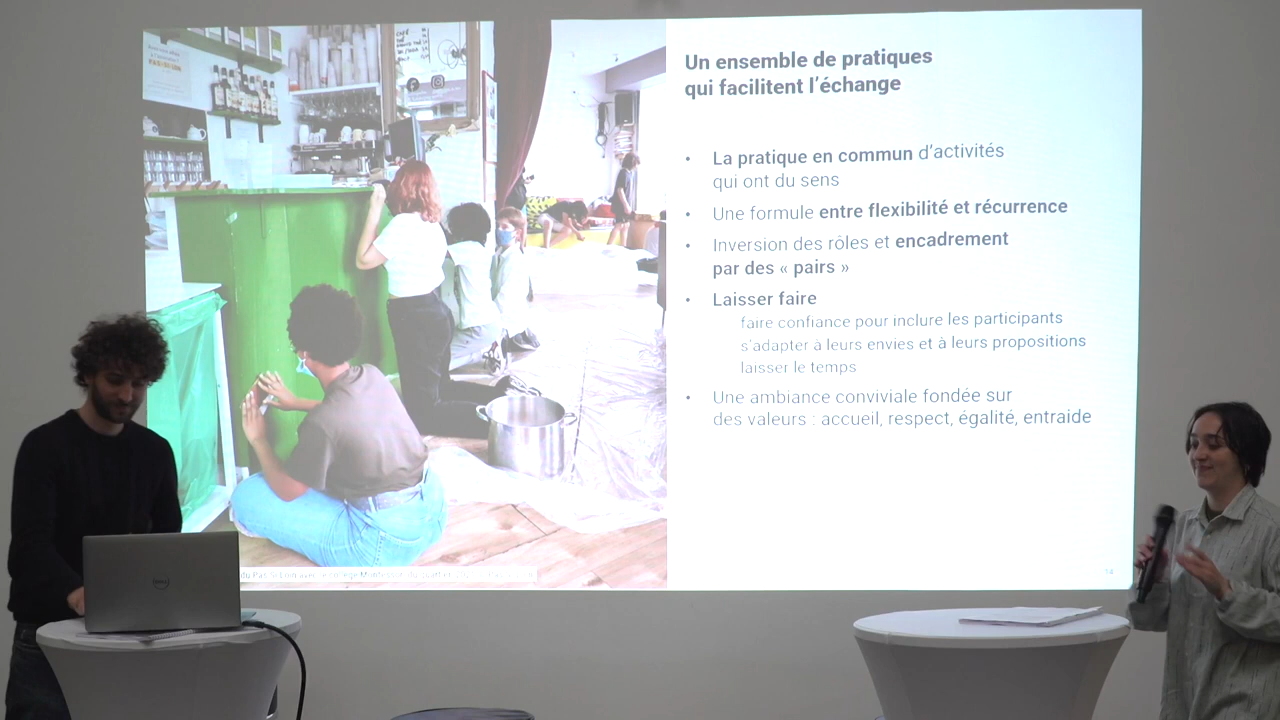 Un ensemble de pratiques
qui facilitent l'échange
• La pratique en commun d'activités
qui ont du sens
• Une formule entre flexibilité et récurrence
• Inversion des rôles et encadrement
par des « pairs »
• Laisser faire
faire confiance pour inclure les participants
s'adapter à leurs envies et à leurs propositions
laisser le temps
• Une ambiance conviviale fondée sur
des valeurs : accueil, respect, égalité, entraide
14
DELL